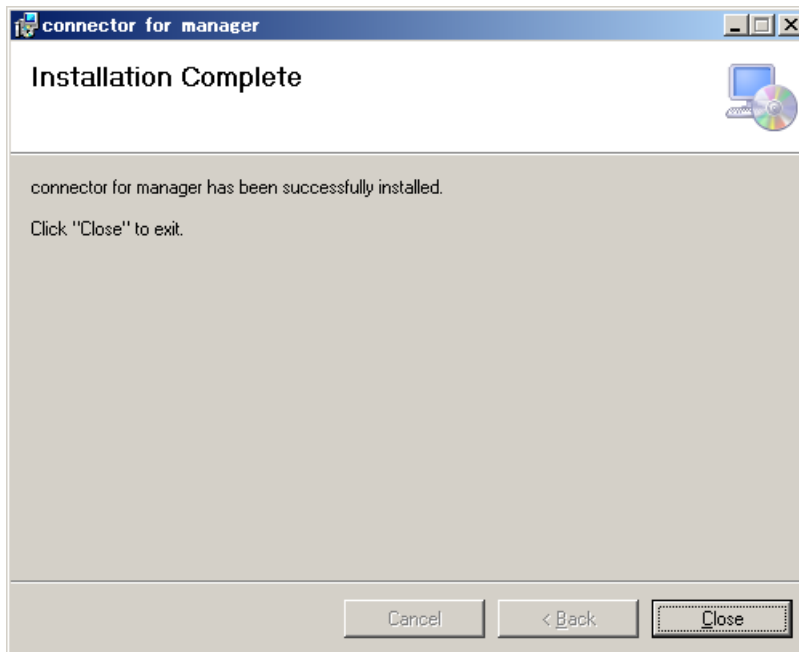 connector for manager
Installation Complete
connector for manager has been successfully installed.
Click "Close" to exit.
Cancel
< Back
Close